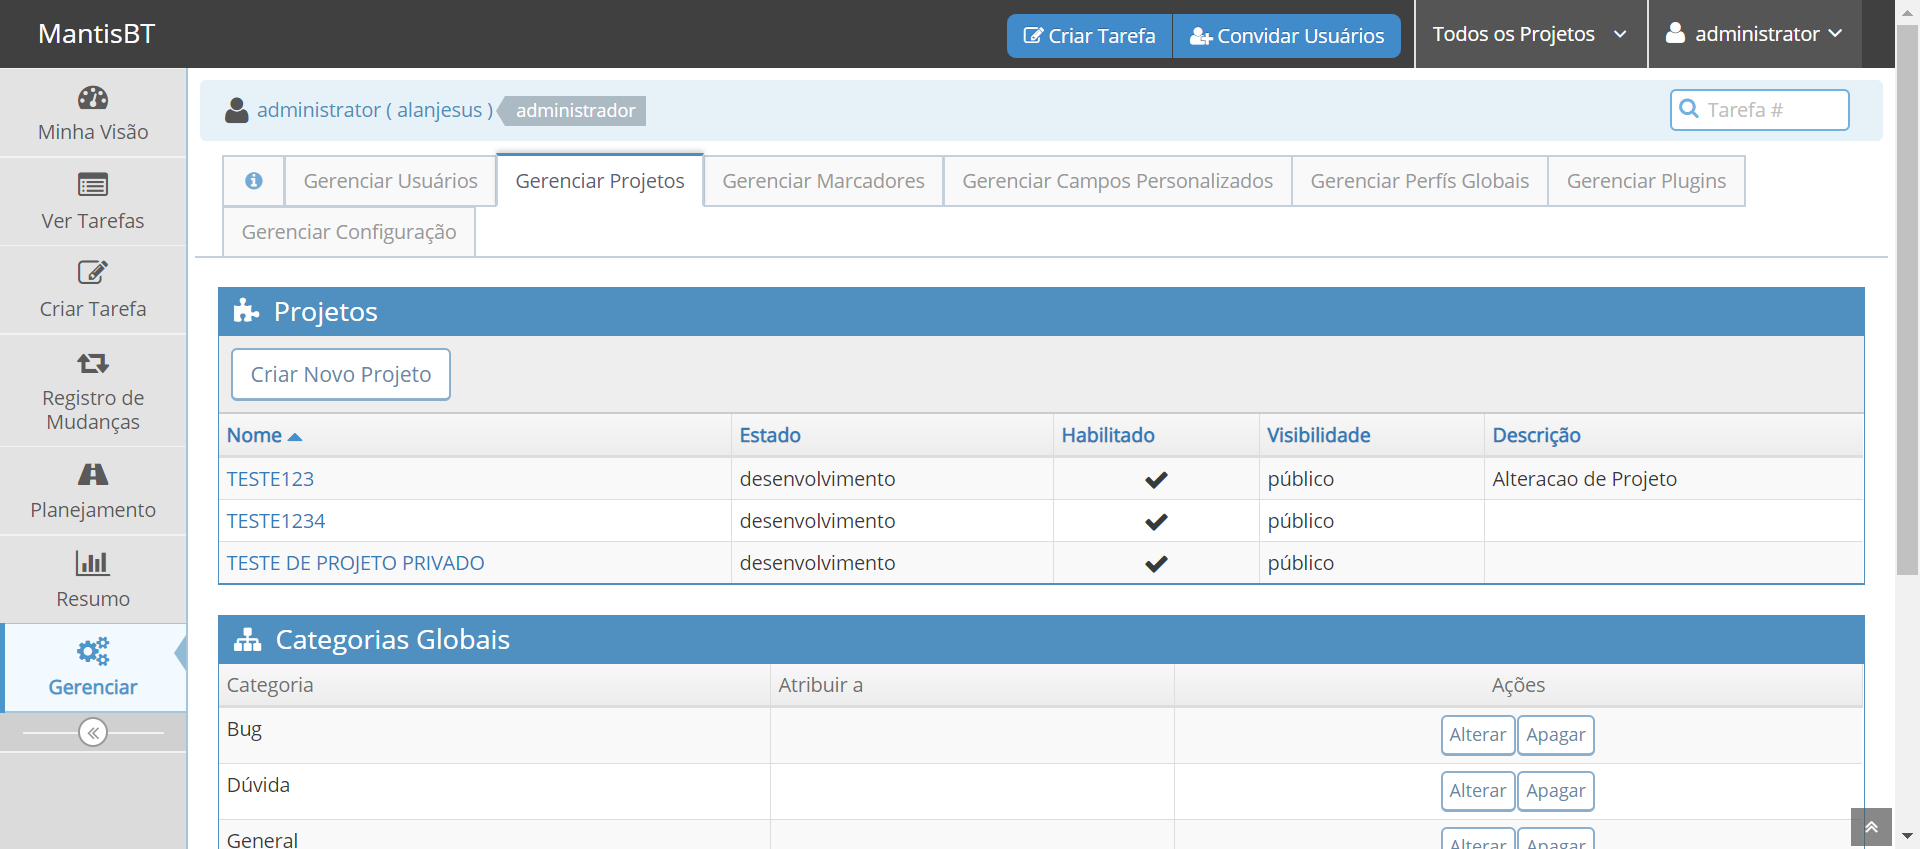 MantisBT
Criar Tarefa
Convidar Usuários
Todos os Projetos
administrator
Minha Visão
Ver Tarefas
Criar Tarefa
Registro de
Mudanças
Planejamento
Resumo
Gerenciar
administrator ( alanjesus )
administrador
Tarefa #
Gerenciar Usuários
Gerenciar Projetos
Gerenciar Marcadores
Gerenciar Campos Personalizados
Gerenciar Perfís Globais
Gerenciar Plugins
Gerenciar Configuração
Projetos
Criar Novo Projeto
Nome Estado Habilitado Visibilidade Descrição
TESTE123 desenvolvimento público Alteracao de Projeto
TESTE1234 desenvolvimento público
TESTE DE PROJETO PRIVADO desenvolvimento público
Categorias Globais
Categoria Atribuir a Ações
Bug Alterar Apagar
Dúvida Alterar Apagar
General Alterar Apagar